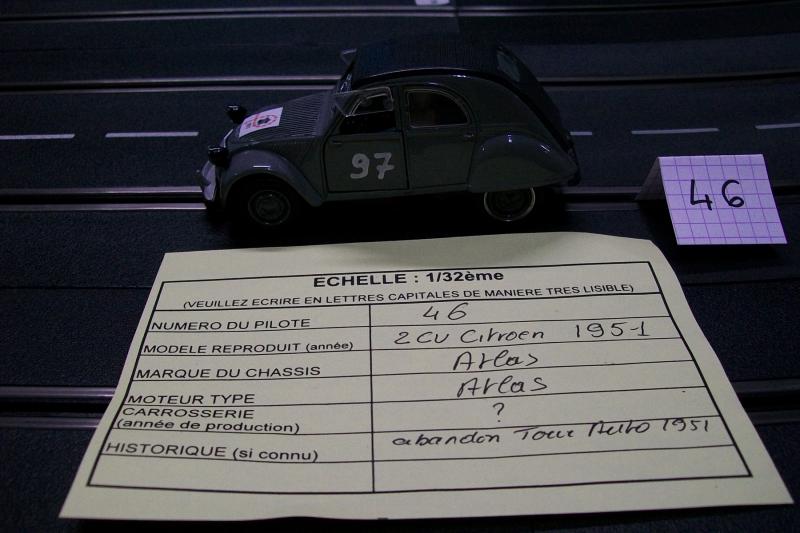 97
46
ECHELLE : 1/32ème
(VEUILLEZ ECRIRE EN LETTRES CAPITALES DE MANIERE TRES LISIBLE)
NUMERO DU PILOTE 46
MODELE REPRODUIT (année) 2CV Citroen 1951
MARQUE DU CHASSIS Atlas
MOTEUR TYPE Atlas
CARROSSERIE
(année de production) ?
HISTORIQUE (si connu) abandon Tour Auto 1951